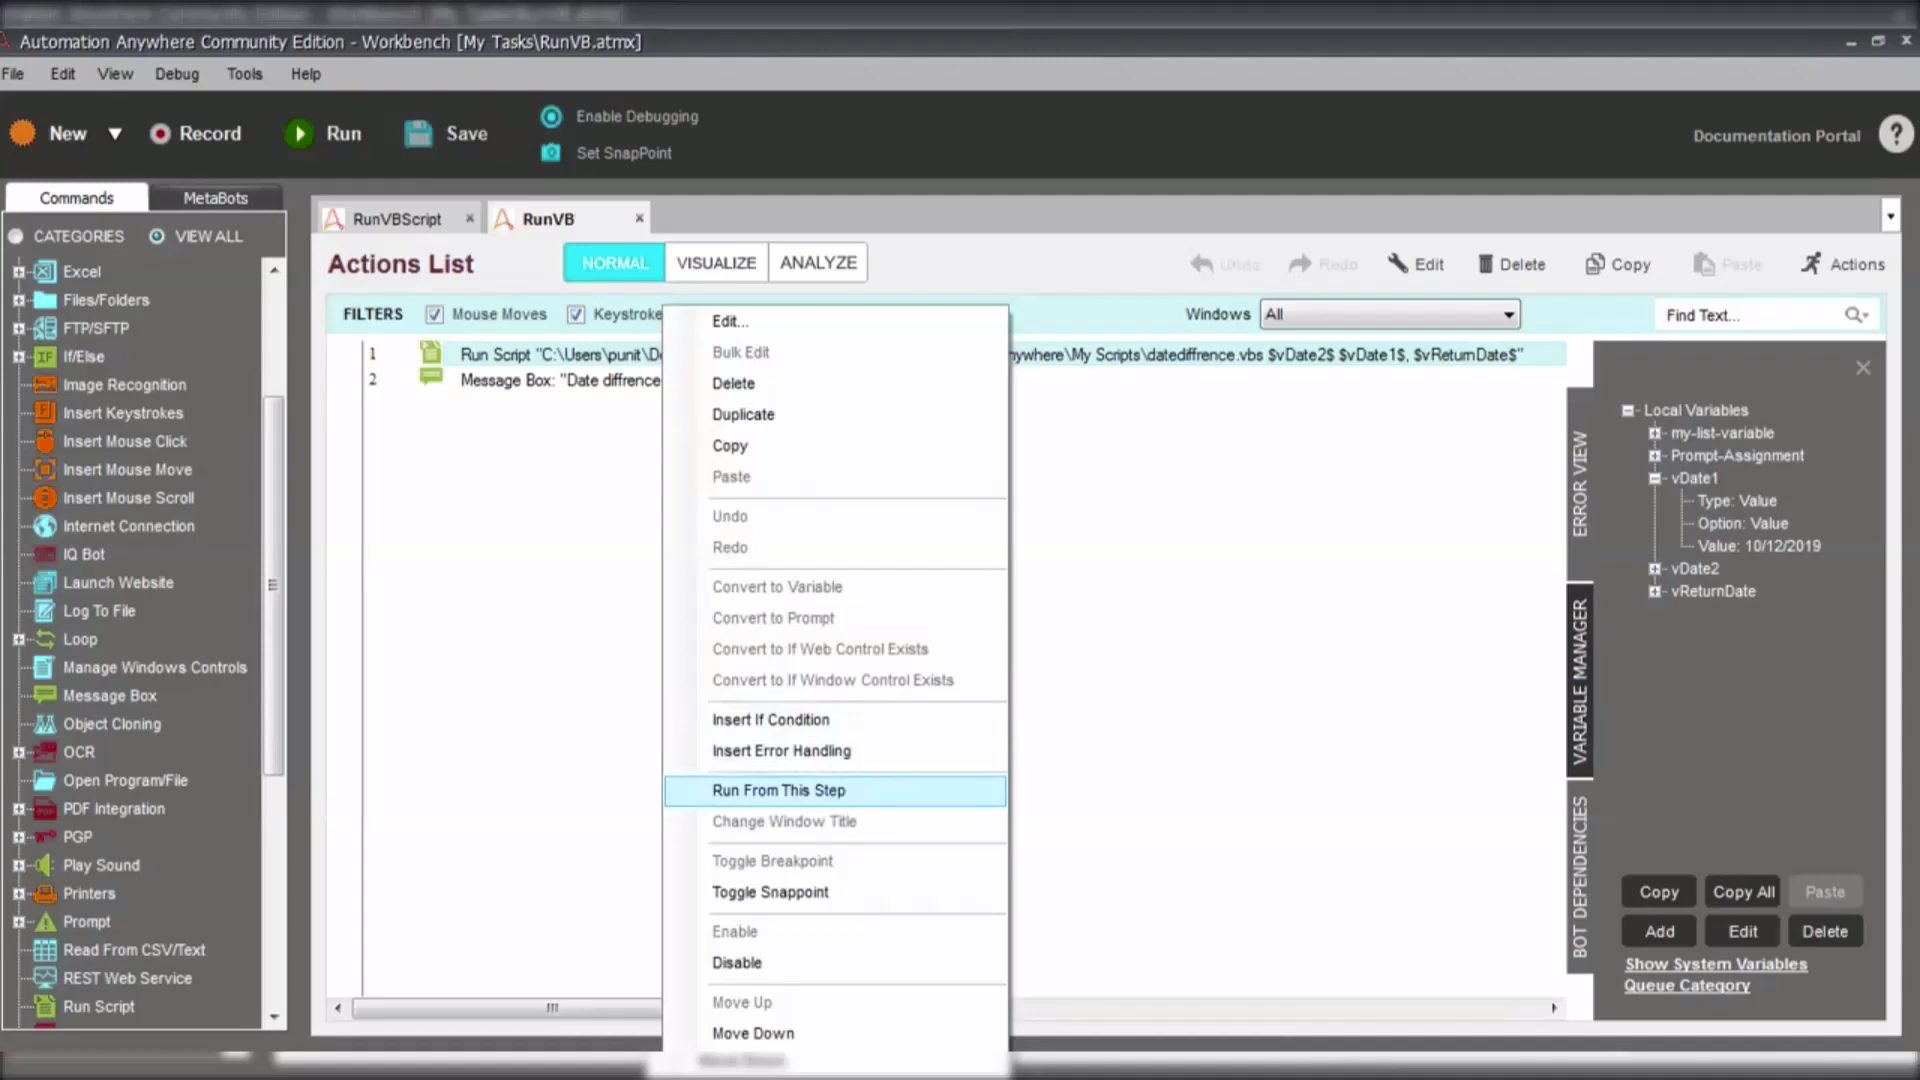 Automation Anywhere Community Edition - Workbench [My Tasks\RunVB.atmx]
File Edit View Debug Tools Help
New Record Run Save
Enable Debugging
Set SnapPoint
Documentation Portal ?
Commands MetaBots
CATEGORIES VIEW ALL
Excel
Files/Folders
FTP/SFTP
If/Else
Image Recognition
Insert Keystrokes
Insert Mouse Click
Insert Mouse Move
Insert Mouse Scroll
Internet Connection
IQ Bot
Launch Website
Log To File
Loop
Manage Windows Controls
Message Box
Object Cloning
OCR
Open Program/File
PDF Integration
PGP
Play Sound
Printers
Prompt
Read From CSV/Text
REST Web Service
Run Script
RunVBScript RunVB
Actions List NORMAL VISUALIZE ANALYZE Undo Redo Edit Delete Copy Paste Actions
FILTERS Mouse Moves Keystroke Windows All Find Text...
1 Run Script "C:\Users\punit\Do nywhere\My Scripts\datediffrence.vbs $vDate2$ $vDate1$, $vReturnDate$"
2 Message Box: "Date diffrence
Edit...
Bulk Edit
Delete
Duplicate
Copy
Paste
Undo
Redo
Convert to Variable
Convert to Prompt
Convert to If Web Control Exists
Convert to If Window Control Exists
Insert If Condition
Insert Error Handling
Run From This Step
Change Window Title
Toggle Breakpoint
Toggle Snappoint
Enable
Disable
Move Up
Move Down
ERROR VIEW
VARIABLE MANAGER
BOT DEPENDENCIES
Local Variables
my-list-variable
Prompt-Assignment
vDate1
Type: Value
Option: Value
Value: 10/12/2019
vDate2
vReturnDate
Copy Copy All Paste
Add Edit Delete
Show System Variables
Queue Category